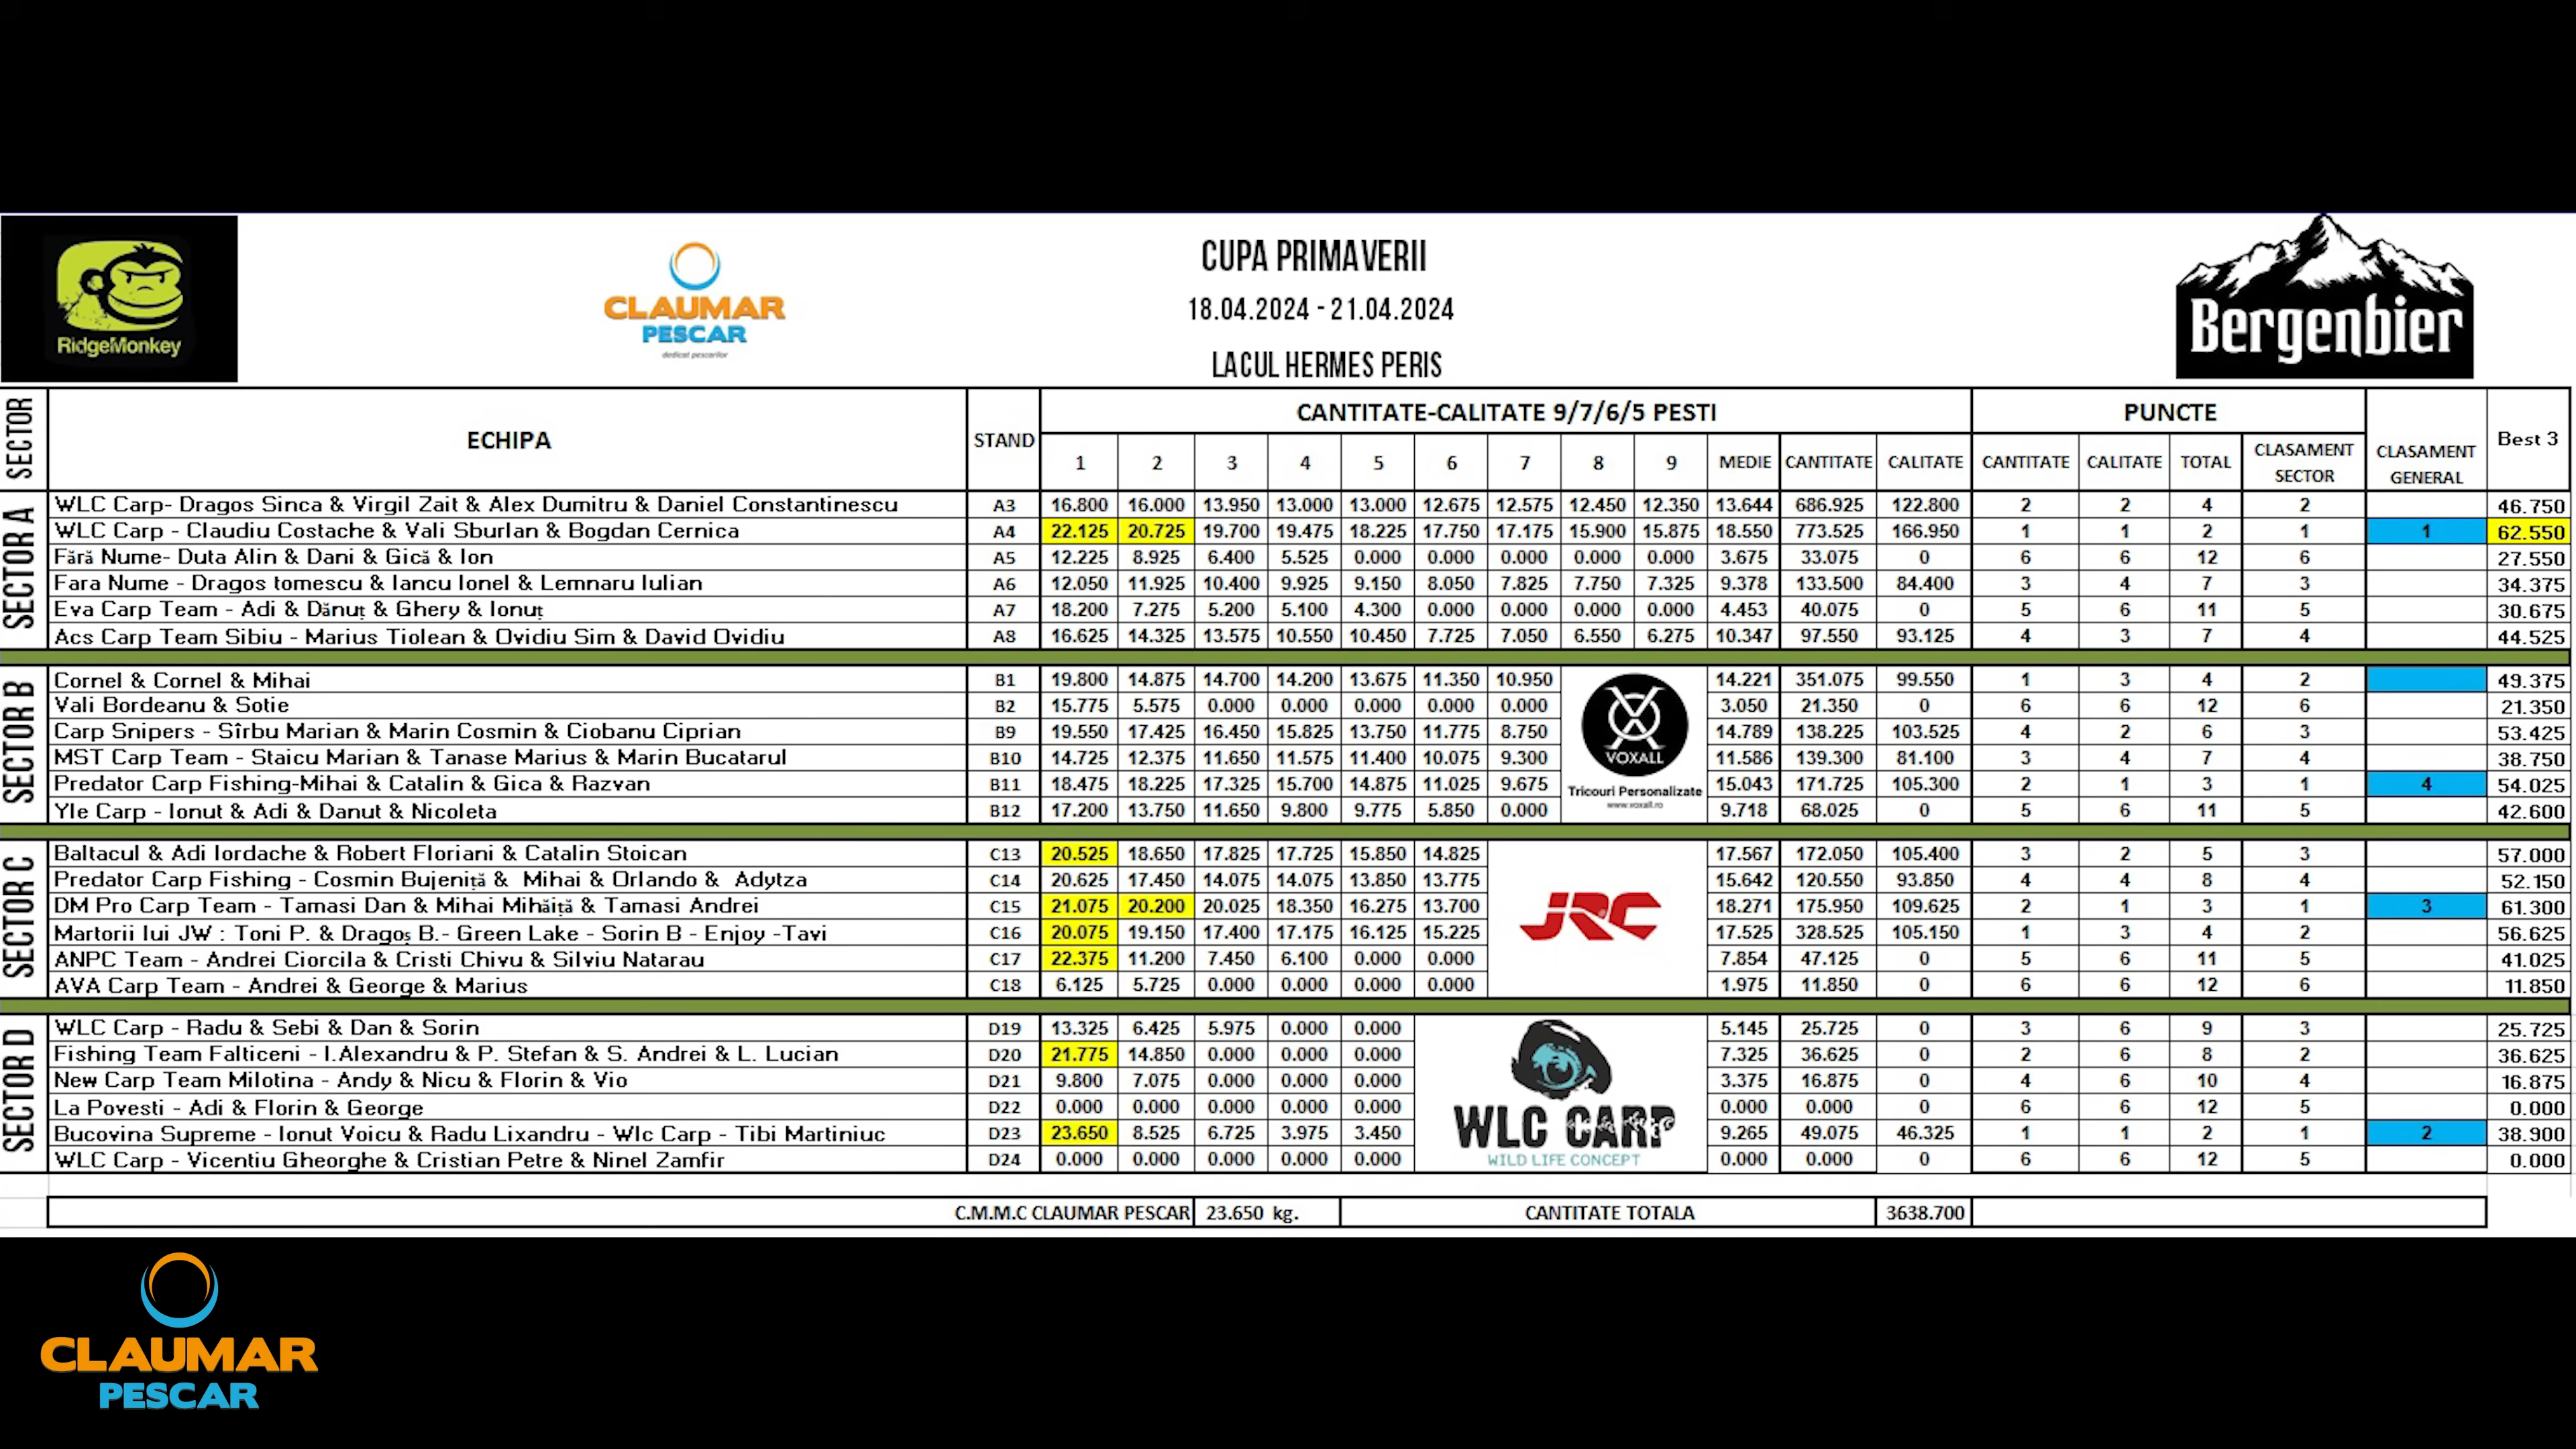 RidgeMonkey
CLAUMAR
PESCAR
dedicat pescarilor
CUPA PRIMAVERII
18.04.2024 - 21.04.2024
LACUL HERMES PERIS
Bergenbier
SECTOR ECHIPA STAND CANTITATE-CALITATE 9/7/6/5 PESTI PUNCTE CLASAMENT GENERAL Best 3
1 2 3 4 5 6 7 8 9 MEDIE CANTITATE CALITATE CANTITATE CALITATE TOTAL CLASAMENT SECTOR
SECTOR A
WLC Carp- Dragos Sinca & Virgil Zait & Alex Dumitru & Daniel Constantinescu A3 16.800 16.000 13.950 13.000 13.000 12.675 12.575 12.450 12.350 13.644 686.925 122.800 2 2 4 2 46.750
WLC Carp - Claudiu Costache & Vali Sburlan & Bogdan Cernica A4 22.125 20.725 19.700 19.475 18.225 17.750 17.175 15.900 15.875 18.550 773.525 166.950 1 1 2 1 1 62.550
Fără Nume- Duta Alin & Dani & Gică & Ion A5 12.225 8.925 6.400 5.525 0.000 0.000 0.000 0.000 0.000 3.675 33.075 0 6 6 12 6 27.550
Fara Nume - Dragos tomescu & Iancu Ionel & Lemnaru Iulian A6 12.050 11.925 10.400 9.925 9.150 8.050 7.825 7.750 7.325 9.378 133.500 84.400 3 4 7 3 34.375
Eva Carp Team - Adi & Dănuț & Ghery & Ionuț A7 18.200 7.275 5.200 5.100 4.300 0.000 0.000 0.000 0.000 4.453 40.075 0 5 6 11 5 30.675
Acs Carp Team Sibiu - Marius Tiolean & Ovidiu Sim & David Ovidiu A8 16.625 14.325 13.575 10.550 10.450 7.725 7.050 6.550 6.275 10.347 97.550 93.125 4 3 7 4 44.525
SECTOR B
Cornel & Cornel & Mihai B1 19.800 14.875 14.700 14.200 13.675 11.350 10.950 14.221 351.075 99.550 1 3 4 2 49.375
Vali Bordeanu & Sotie B2 15.775 5.575 0.000 0.000 0.000 0.000 0.000 3.050 21.350 0 6 6 12 6 21.350
Carp Snipers - Sîrbu Marian & Marin Cosmin & Ciobanu Ciprian B9 19.550 17.425 16.450 15.825 13.750 11.775 8.750 14.789 138.225 103.525 4 2 6 3 53.425
MST Carp Team - Staicu Marian & Tanase Marius & Marin Bucatarul B10 14.725 12.375 11.650 11.575 11.400 10.075 9.300 11.586 139.300 81.100 3 4 7 4 38.750
Predator Carp Fishing-Mihai & Catalin & Gica & Razvan B11 18.475 18.225 17.325 15.700 14.875 11.025 9.675 15.043 171.725 105.300 2 1 3 1 4 54.025
Yle Carp - Ionut & Adi & Danut & Nicoleta B12 17.200 13.750 11.650 9.800 9.775 5.850 0.000 9.718 68.025 0 5 6 11 5 42.600
VOXALL
Tricouri Personalizate
www.voxall.ro
SECTOR C
Baltacul & Adi Iordache & Robert Floriani & Catalin Stoican C13 20.525 18.650 17.825 17.725 15.850 14.825 17.567 172.050 105.400 3 2 5 3 57.000
Predator Carp Fishing - Cosmin Bujeniță & Mihai & Orlando & Adytza C14 20.625 17.450 14.075 14.075 13.850 13.775 15.642 120.550 93.850 4 4 8 4 52.150
DM Pro Carp Team - Tamasi Dan & Mihai Mihăiță & Tamasi Andrei C15 21.075 20.200 20.025 18.350 16.275 13.700 18.271 175.950 109.625 2 1 3 1 3 61.300
Martorii lui JW : Toni P. & Dragoș B.- Green Lake - Sorin B - Enjoy -Tavi C16 20.075 19.150 17.400 17.175 16.125 15.225 17.525 328.525 105.150 1 3 4 2 56.625
ANPC Team - Andrei Ciorcila & Cristi Chivu & Silviu Natarau C17 22.375 11.200 7.450 6.100 0.000 0.000 7.854 47.125 0 5 6 11 5 41.025
AVA Carp Team - Andrei & George & Marius C18 6.125 5.725 0.000 0.000 0.000 0.000 1.975 11.850 0 6 6 12 6 11.850
JRC
SECTOR D
WLC Carp - Radu & Sebi & Dan & Sorin D19 13.325 6.425 5.975 0.000 0.000 5.145 25.725 0 3 6 9 3 25.725
Fishing Team Falticeni - I.Alexandru & P. Stefan & S. Andrei & L. Lucian D20 21.775 14.850 0.000 0.000 0.000 7.325 36.625 0 2 6 8 2 36.625
New Carp Team Milotina - Andy & Nicu & Florin & Vio D21 9.800 7.075 0.000 0.000 0.000 3.375 16.875 0 4 6 10 4 16.875
La Povesti - Adi & Florin & George D22 0.000 0.000 0.000 0.000 0.000 0.000 0.000 0 6 6 12 5 0.000
Bucovina Supreme - Ionut Voicu & Radu Lixandru - Wlc Carp - Tibi Martiniuc D23 23.650 8.525 6.725 3.975 3.450 9.265 49.075 46.325 1 1 2 1 2 38.900
WLC Carp - Vicentiu Gheorghe & Cristian Petre & Ninel Zamfir D24 0.000 0.000 0.000 0.000 0.000 0.000 0.000 0 6 6 12 5 0.000
WLC CARP
WILD LIFE CONCEPT
C.M.M.C CLAUMAR PESCAR 23.650 kg. CANTITATE TOTALA 3638.700
CLAUMAR
PESCAR